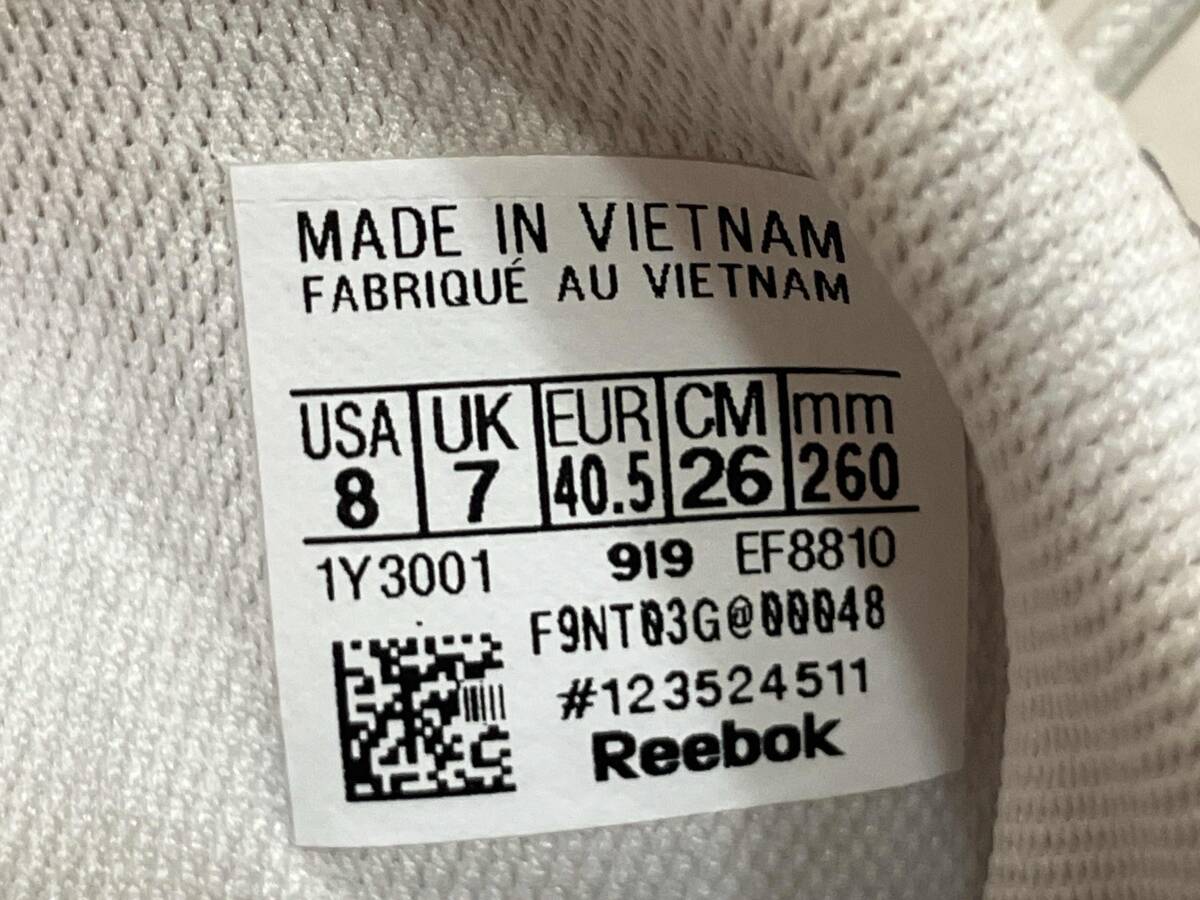 MADE IN VIETNAM
FABRIQUÉ AU VIETNAM
USA UK EUR CM mm
8 7 40.5 26 260
1Y3001 919 EF8810
F9NT03G@00048
#123524511
Reebok